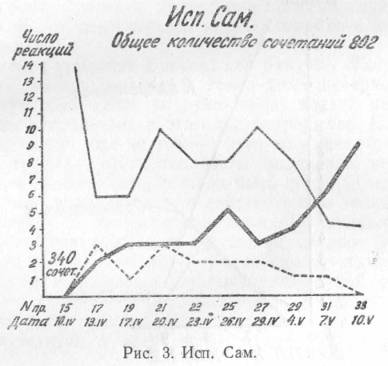 Исп. Сам.
Общее количество сочетаний 802
Число
реакций
14
13
12
11
10
9
8
7
6
5
4
3
2
1
340
сочет.
N пр. 15 17 19 21 23 25 27 29 31 33
Дата 10.IV 13.IV 17.IV 20.IV 23.IV 26.IV 29.IV 4.V 7.V 10.V
Рис. 3. Исп. Сам.